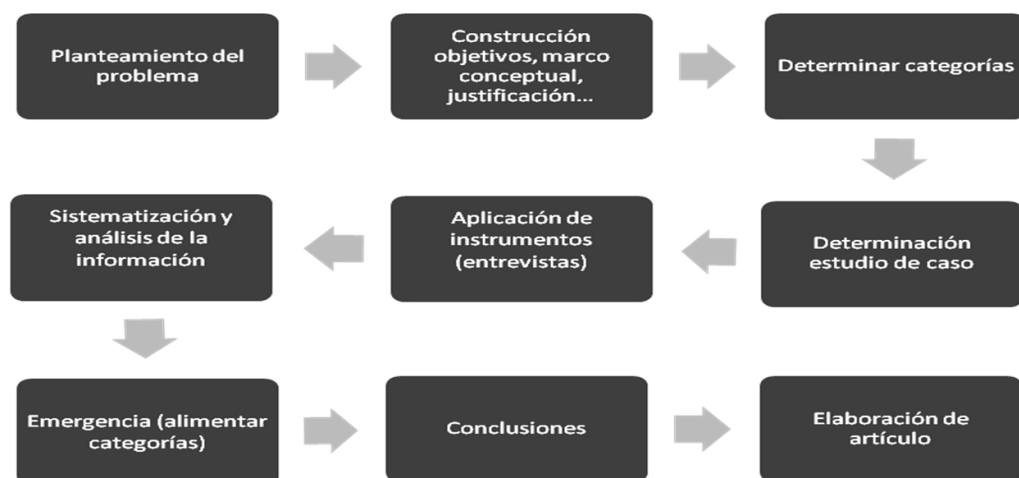 Planteamiento del
problema
Construcción
objetivos, marco
conceptual,
justificación...
Determinar categorías
Determinación
estudio de caso
Aplicación de
instrumentos
(entrevistas)
Sistematización y
análisis de la
información
Emergencia (alimentar
categorías)
Conclusiones
Elaboración de
artículo